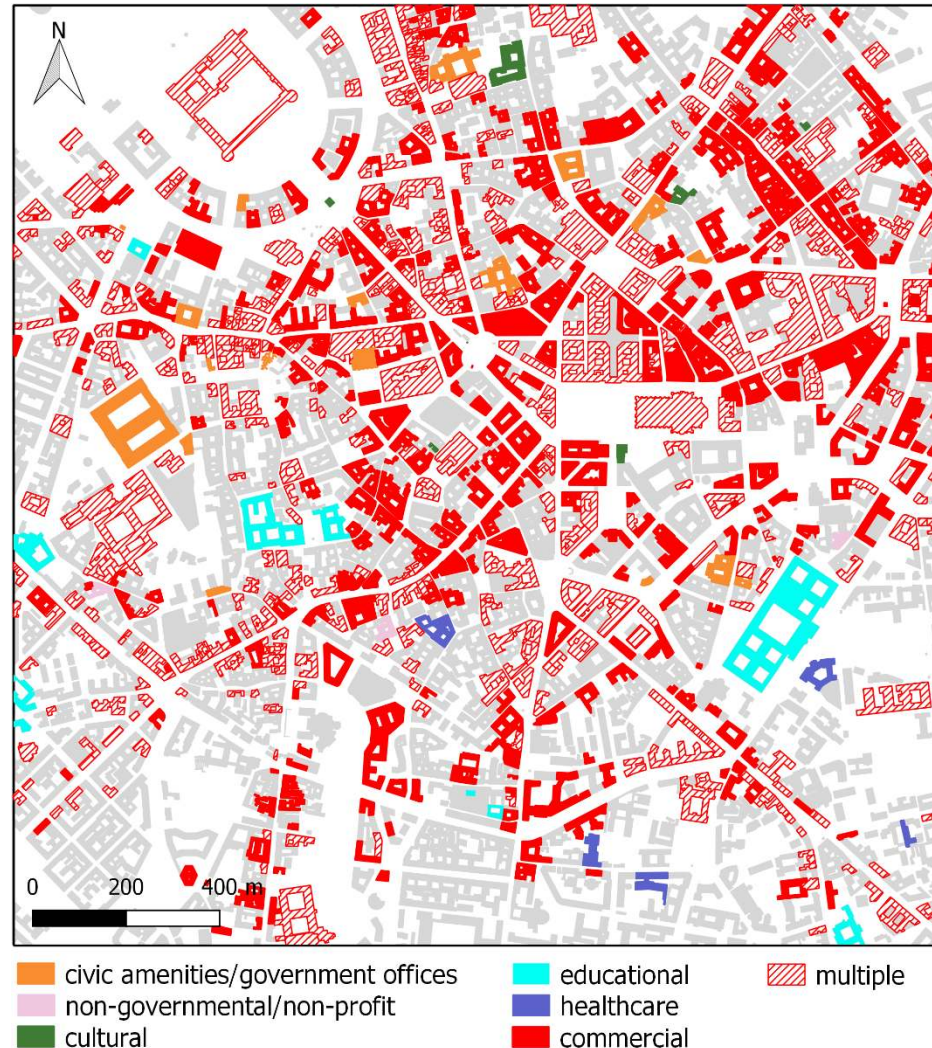 N
0 200 400 m
civic amenities/government offices
non-governmental/non-profit
cultural
educational
healthcare
commercial
multiple